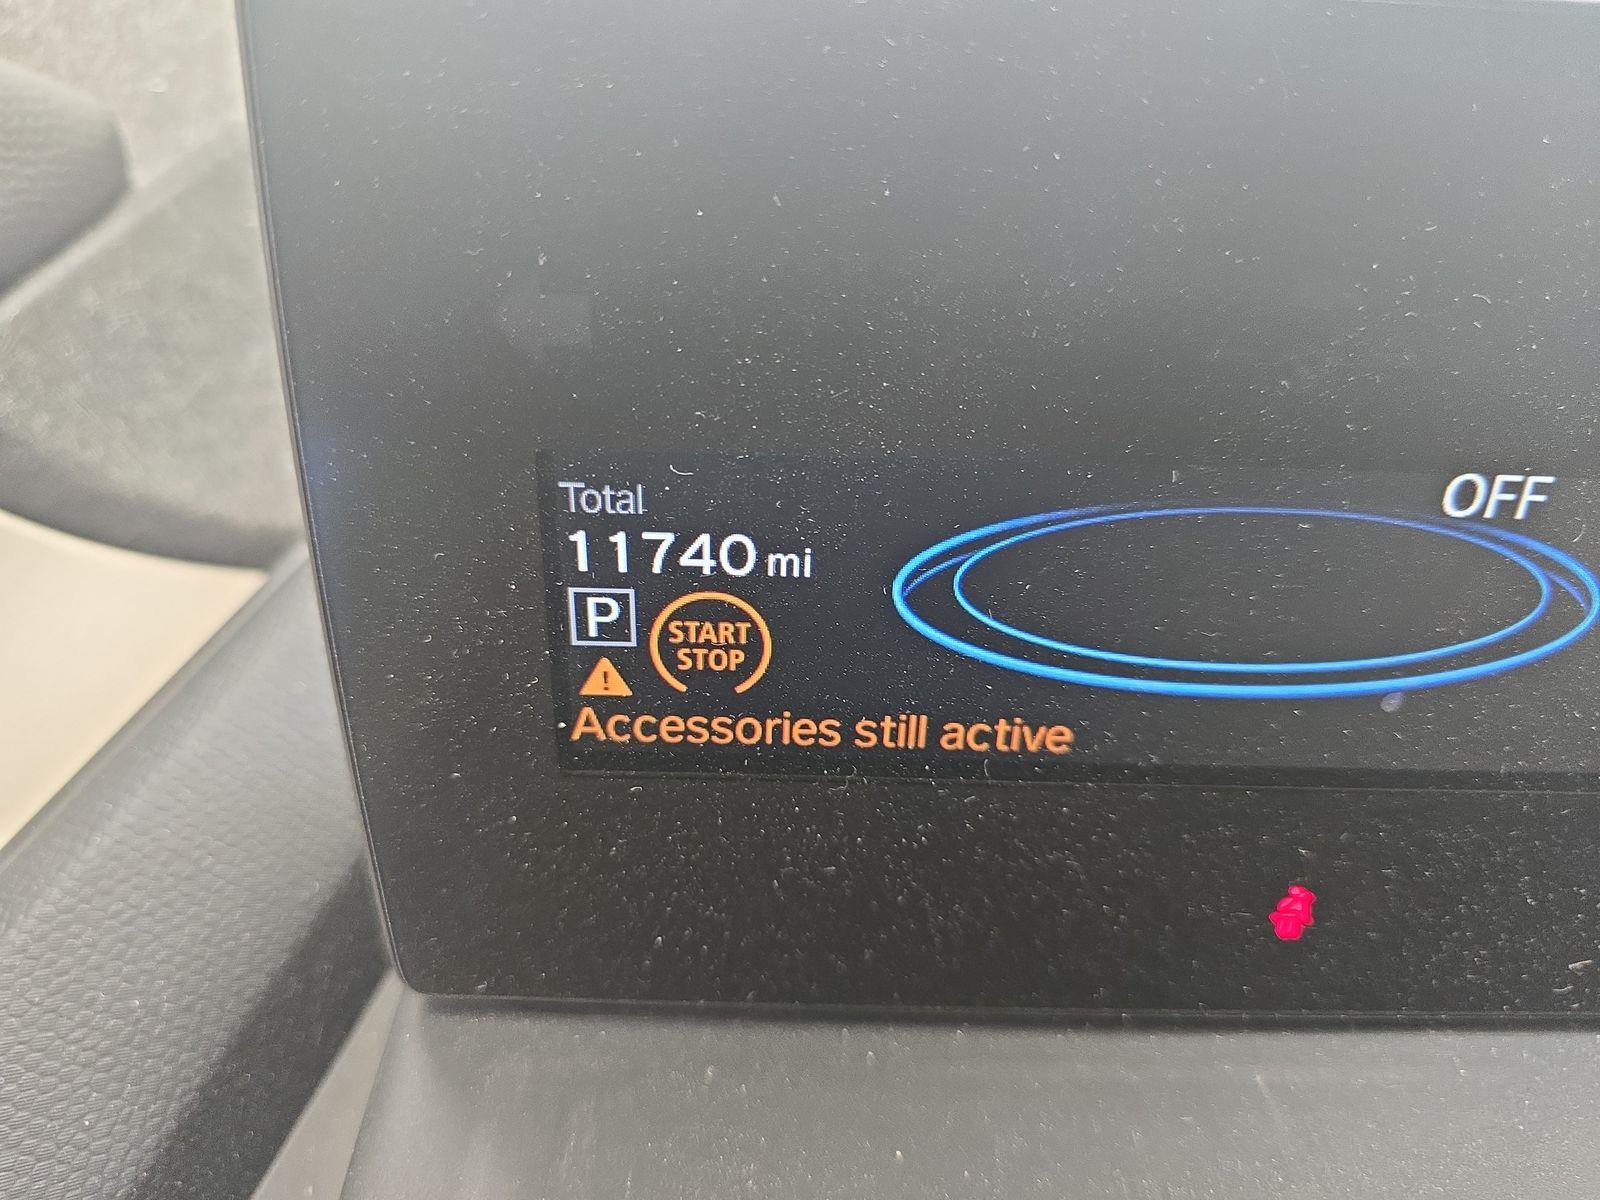 Total
OFF
11740 mi
P
START
STOP
!
Accessories still active